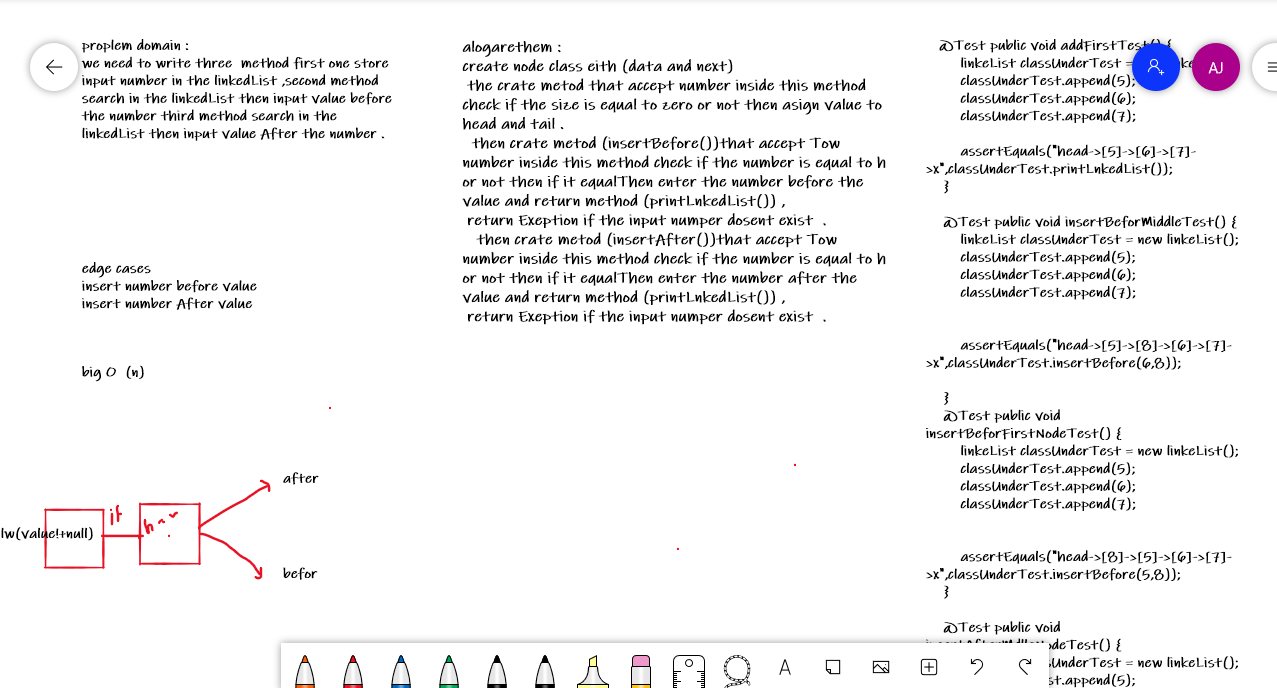 proplem domain :
we need to write three method first one store
input number in the linkedList ,second method
search in the linkedList then input value before
the number third method search in the
linkedList then input value After the number .
edge cases
insert number before value
insert number After value
big O (n)
after
if
lw(value!+null)
befor
alogarethem :
create node class eith (data and next)
the crate metod that accept number inside this method
check if the size is equal to zero or not then asign value to
head and tail .
then crate metod (insertBefore())that accept Tow
number inside this method check if the number is equal to h
or not then if it equalThen enter the number before the
value and return method (printLnkedList()) ,
return Exeption if the input numper dosent exist .
then crate metod (insertAfter())that accept Tow
number inside this method check if the number is equal to h
or not then if it equalThen enter the number after the
value and return method (printLnkedList()) ,
return Exeption if the input numper dosent exist .
@Test public void addFirstTest() {
linkeList classUnderTest =
classUnderTest.append(5);
classUnderTest.append(6);
classUnderTest.append(7);
assertEquals("head->[5]->[6]->[7]-
>x",classUnderTest.printLnkedList());
}
@Test public void insertBeforMiddleTest() {
linkeList classUnderTest = new linkeList();
classUnderTest.append(5);
classUnderTest.append(6);
classUnderTest.append(7);
assertEquals("head->[5]->[8]->[6]->[7]-
>x",classUnderTest.insertBefore(6,8));
}
@Test public void
insertBeforFirstNodeTest() {
linkeList classUnderTest = new linkeList();
classUnderTest.append(5);
classUnderTest.append(6);
classUnderTest.append(7);
assertEquals("head->[8]->[5]->[6]->[7]-
>x",classUnderTest.insertBefore(5,8));
}
@Test public void
= new linkeList();
AJ
A